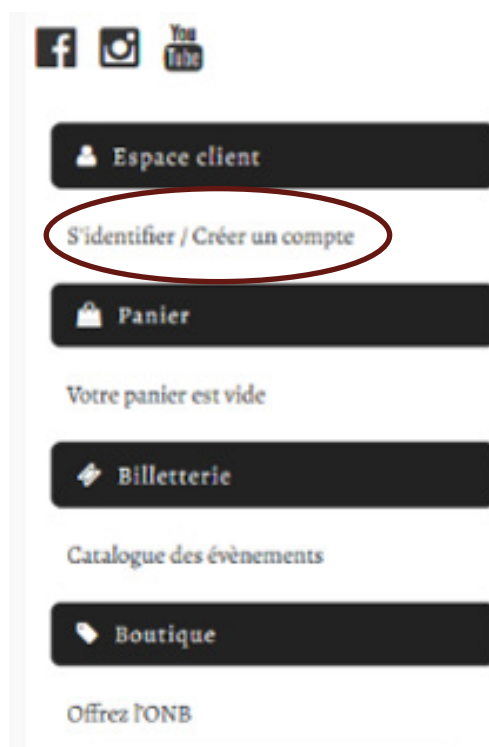 You
Tube
Espace client
S'identifier / Créer un compte
Panier
Votre panier est vide
Billetterie
Catalogue des évènements
Boutique
Offrez l'ONB